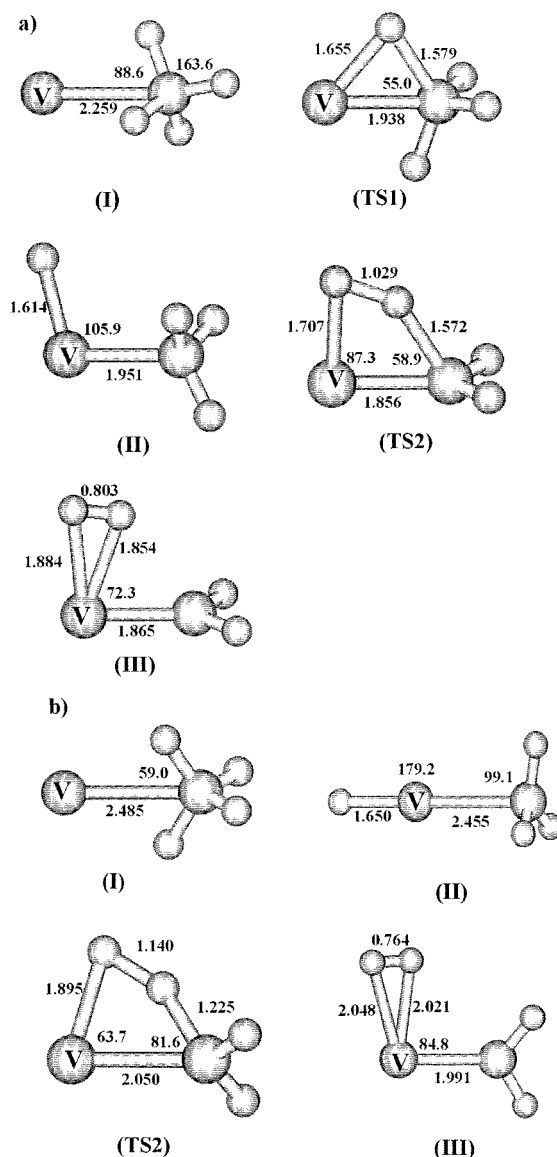 a)
88.6 163.6
V
2.259
(I)
1.655 1.579
55.0
V
1.938
(TS1)
1.614
105.9
V
1.951
(II)
1.029
1.707 1.572
87.3 58.9
V
1.856
(TS2)
0.803
1.884 1.854
72.3
V
1.865
(III)
b)
59.0
V
2.485
(I)
179.2 99.1
V
1.650 2.455
(II)
1.140
1.895
1.225
63.7 81.6
V
2.050
(TS2)
0.764
2.048 2.021
84.8
V
1.991
(III)